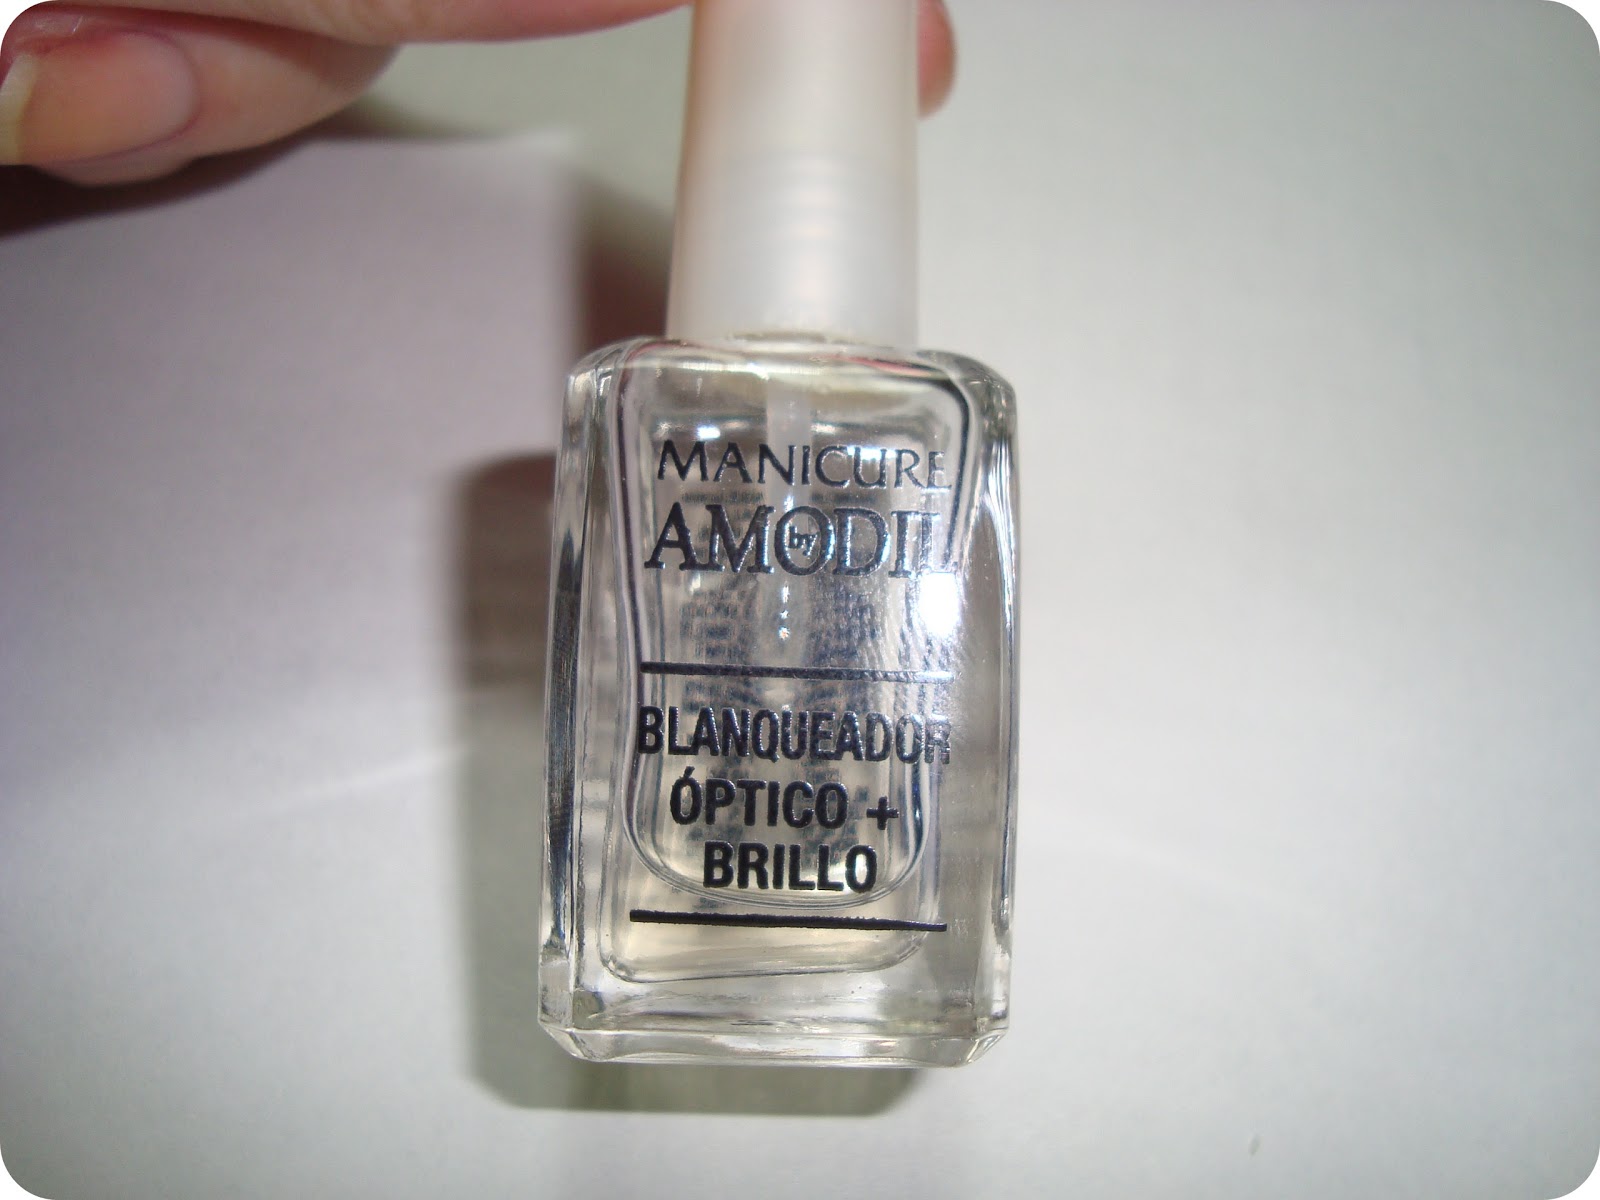 MANICURE
by
AMODIL
BLANQUEADOR
ÓPTICO +
BRILLO